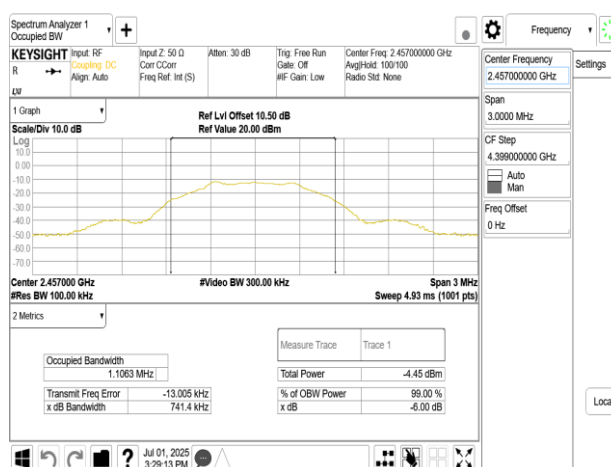 Spectrum Analyzer 1
Occupied BW
Frequency
KEYSIGHT
Input: RF
Coupling: DC
Align: Auto
Input Z: 50 Ω
Corr CCorr
Freq Ref: Int (S)
Atten: 30 dB
Trig: Free Run
Gate: Off
#IF Gain: Low
Center Freq: 2.457000000 GHz
Avg|Hold: 100/100
Radio Std: None
R
LXI
Center Frequency
2.457000000 GHz
Settings
Span
3.0000 MHz
CF Step
4.399000000 GHz
Auto
Man
Freq Offset
0 Hz
1 Graph
Scale/Div 10.0 dB
Ref Lvl Offset 10.50 dB
Ref Value 20.00 dBm
Log
10.0
0.00
-10.0
-20.0
-30.0
-40.0
-50.0
-60.0
-70.0
Center 2.457000 GHz
#Res BW 100.00 kHz
#Video BW 300.00 kHz
Span 3 MHz
Sweep 4.93 ms (1001 pts)
2 Metrics
Measure Trace Trace 1
Occupied Bandwidth
1.1063 MHz
Total Power -4.45 dBm
Transmit Freq Error -13.005 kHz
% of OBW Power 99.00 %
x dB Bandwidth 741.4 kHz
x dB -6.00 dB
Loca
Jul 01, 2025
3:29:13 PM